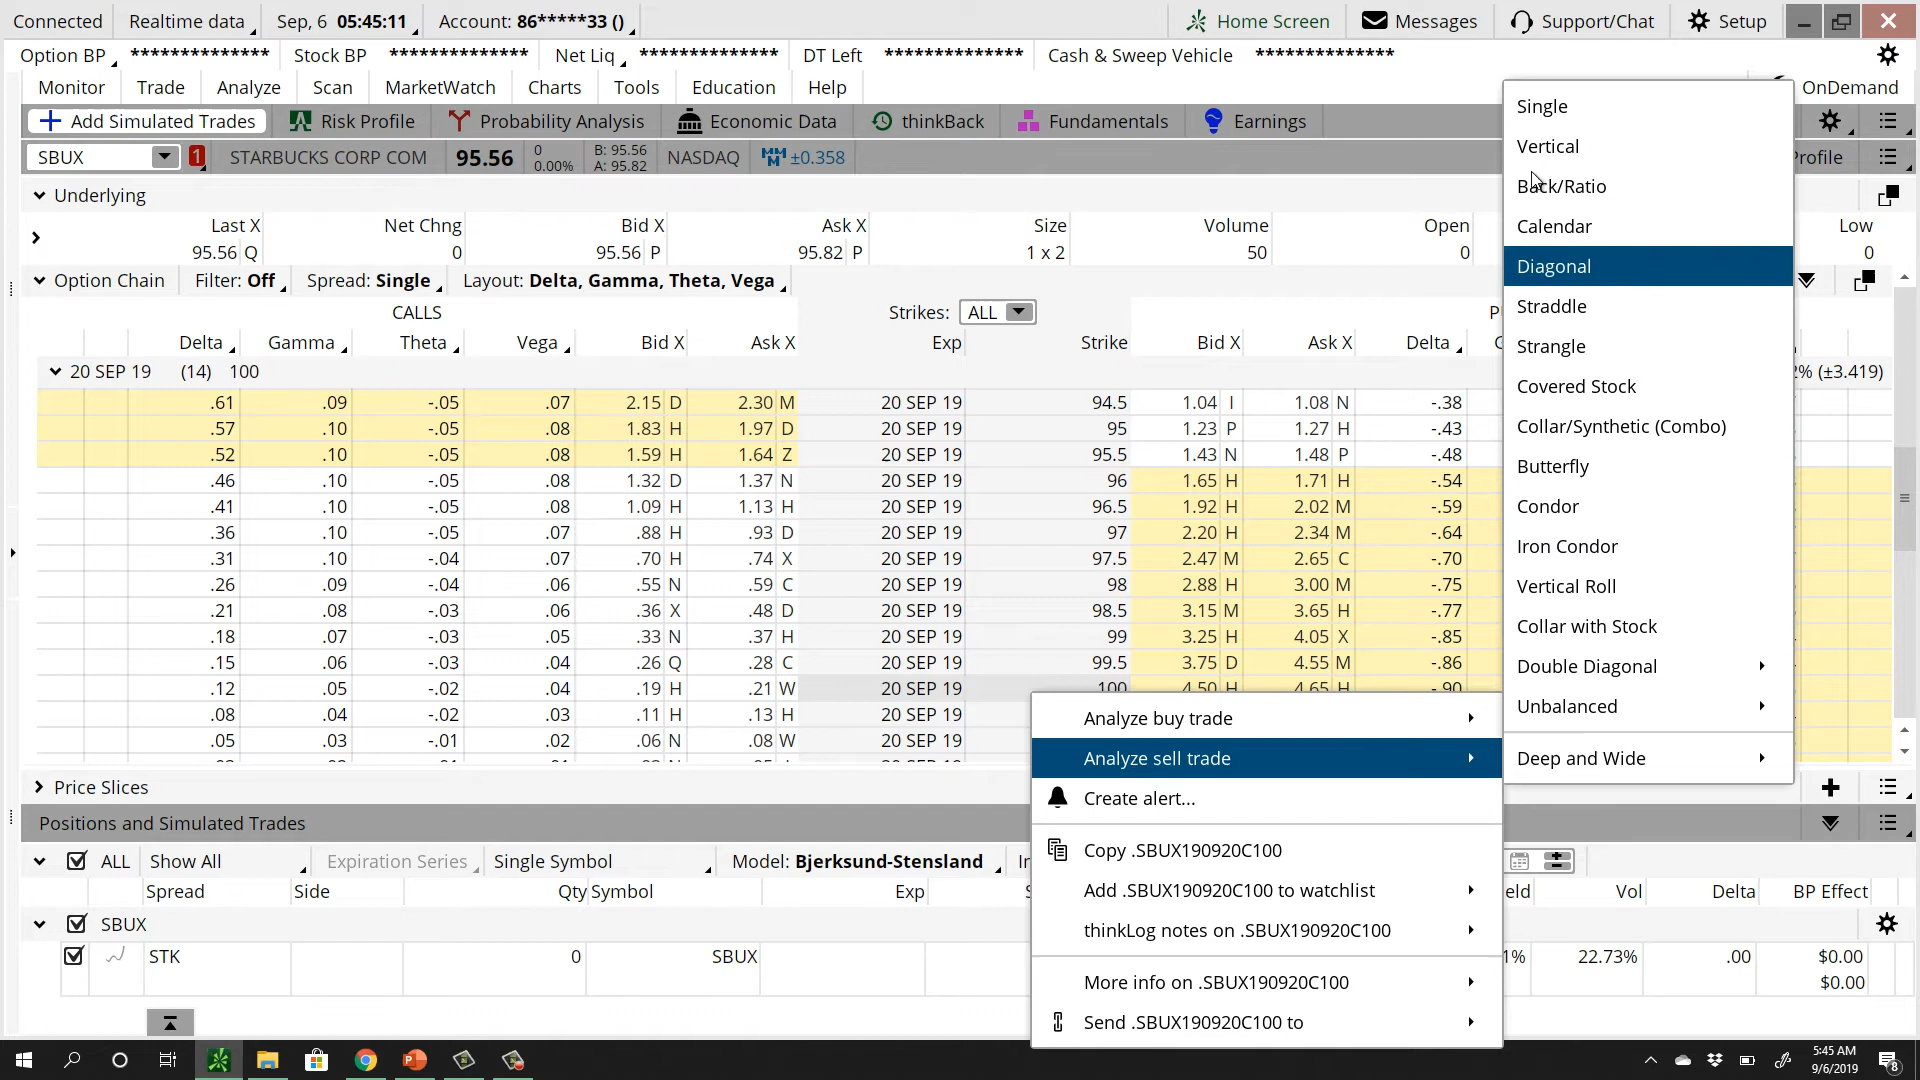 Connected Realtime data Sep, 6 05:45:11 Account: 86*****33 () Home Screen Messages Support/Chat Setup
Option BP ************** Stock BP ************** Net Liq ************** DT Left ************** Cash & Sweep Vehicle **************
Monitor Trade Analyze Scan MarketWatch Charts Tools Education Help OnDemand
Add Simulated Trades Risk Profile Probability Analysis Economic Data thinkBack Fundamentals Earnings
SBUX 1 STARBUCKS CORP COM 95.56 0 0.00% B: 95.56 A: 95.82 NASDAQ MMM ±0.358 Profile
Underlying
Last X Net Chng Bid X Ask X Size Volume Open Low
95.56 Q 0 95.56 P 95.82 P 1 x 2 50 0 0
Option Chain Filter: Off Spread: Single Layout: Delta, Gamma, Theta, Vega
CALLS Strikes: ALL
Delta Gamma Theta Vega Bid X Ask X Exp Strike Bid X Ask X Delta
20 SEP 19 (14) 100 2% (±3.419)
.61 .09 -.05 .07 2.15 D 2.30 M 20 SEP 19 94.5 1.04 I 1.08 N -.38
.57 .10 -.05 .08 1.83 H 1.97 D 20 SEP 19 95 1.23 P 1.27 H -.43
.52 .10 -.05 .08 1.59 H 1.64 Z 20 SEP 19 95.5 1.43 N 1.48 P -.48
.46 .10 -.05 .08 1.32 D 1.37 N 20 SEP 19 96 1.65 H 1.71 H -.54
.41 .10 -.05 .08 1.09 H 1.13 H 20 SEP 19 96.5 1.92 H 2.02 M -.59
.36 .10 -.05 .07 .88 H .93 D 20 SEP 19 97 2.20 H 2.34 M -.64
.31 .10 -.04 .07 .70 H .74 X 20 SEP 19 97.5 2.47 M 2.65 C -.70
.26 .09 -.04 .06 .55 N .59 C 20 SEP 19 98 2.88 H 3.00 M -.75
.21 .08 -.03 .06 .36 X .48 D 20 SEP 19 98.5 3.15 M 3.65 H -.77
.18 .07 -.03 .05 .33 N .37 H 20 SEP 19 99 3.25 H 4.05 X -.85
.15 .06 -.03 .04 .26 Q .28 C 20 SEP 19 99.5 3.75 D 4.55 M -.86
.12 .05 -.02 .04 .19 H .21 W 20 SEP 19 100 4.50 H 4.65 H -.90
.08 .04 -.02 .03 .11 H .13 H 20 SEP 19
.05 .03 -.01 .02 .06 N .08 W 20 SEP 19
Single
Vertical
Back/Ratio
Calendar
Diagonal
Straddle
Strangle
Covered Stock
Collar/Synthetic (Combo)
Butterfly
Condor
Iron Condor
Vertical Roll
Collar with Stock
Double Diagonal
Unbalanced
Deep and Wide
Analyze buy trade
Analyze sell trade
Create alert...
Copy .SBUX190920C100
Add .SBUX190920C100 to watchlist
thinkLog notes on .SBUX190920C100
More info on .SBUX190920C100
Send .SBUX190920C100 to
Price Slices
Positions and Simulated Trades
ALL Show All Expiration Series Single Symbol Model: Bjerksund-Stensland
Spread Side Qty Symbol Exp Vol Delta BP Effect
SBUX
STK 0 SBUX 1% 22.73% .00 $0.00
$0.00
5:45 AM
9/6/2019
8